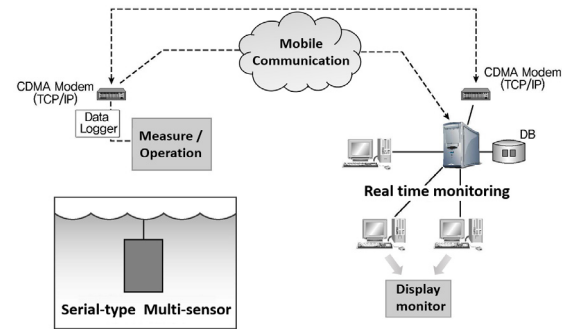 Mobile
Communication
CDMA Modem
(TCP/IP)
CDMA Modem
(TCP/IP)
Data
Logger
Measure /
Operation
DB
Real time monitoring
Serial-type Multi-sensor
Display
monitor